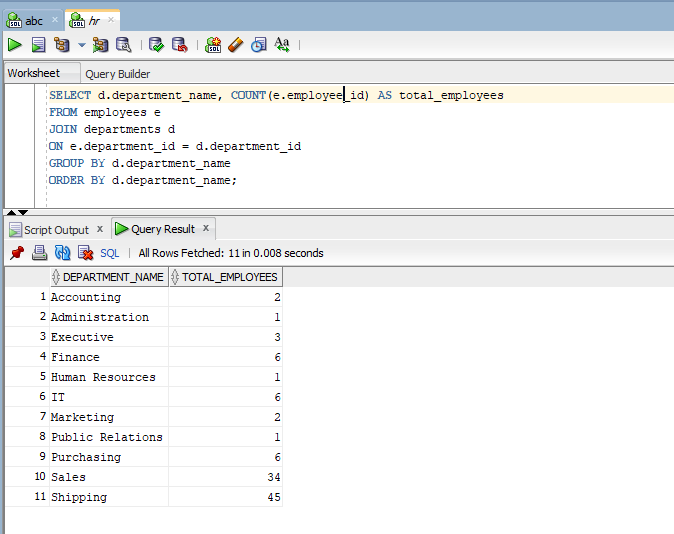 abc hr
Worksheet Query Builder
SELECT d.department_name, COUNT(e.employee_id) AS total_employees
FROM employees e
JOIN departments d
ON e.department_id = d.department_id
GROUP BY d.department_name
ORDER BY d.department_name;
Script Output x Query Result x
SQL | All Rows Fetched: 11 in 0.008 seconds
DEPARTMENT_NAME TOTAL_EMPLOYEES
1 Accounting 2
2 Administration 1
3 Executive 3
4 Finance 6
5 Human Resources 1
6 IT 6
7 Marketing 2
8 Public Relations 1
9 Purchasing 6
10 Sales 34
11 Shipping 45